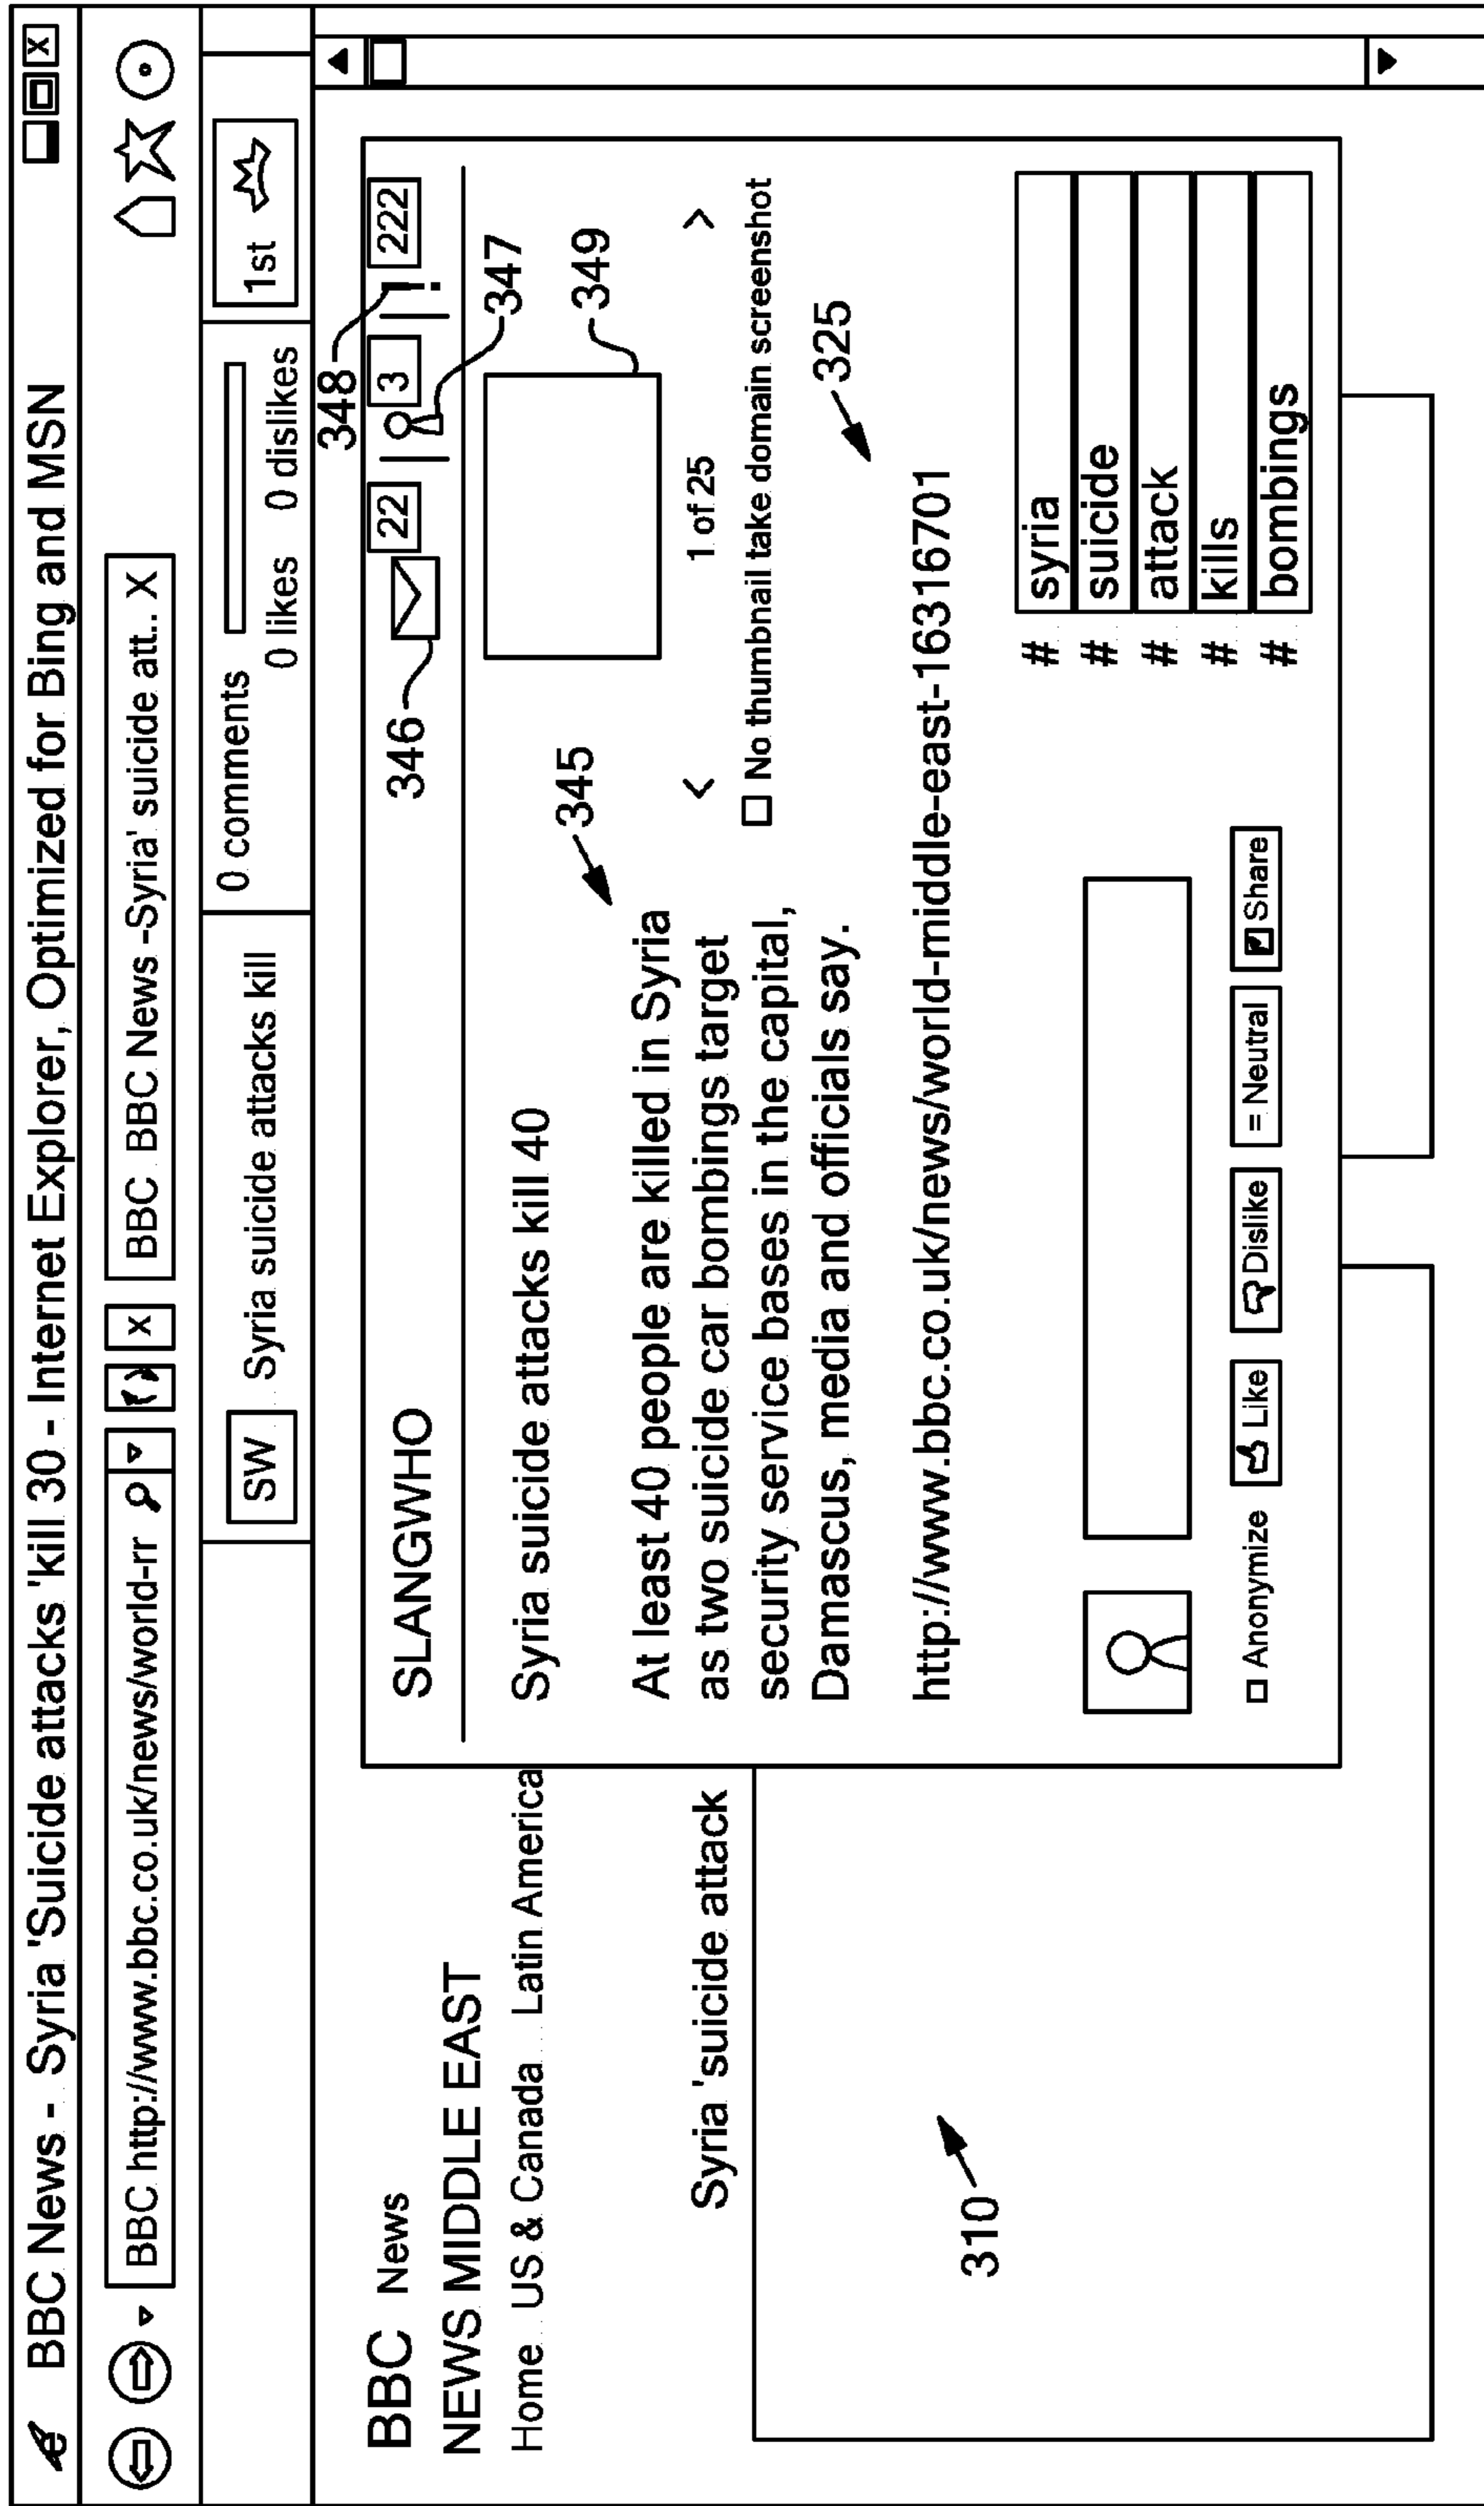 BBC News - Syria 'Suicide attacks 'kill 30 - Internet Explorer, Optimized for Bing and MSN
x
BBC http://www.bbc.co.uk/news/world-rr
x
BBC BBC News -Syria' suicide att.. X
SW Syria suicide attacks kill
0 comments
0 likes 0 dislikes
1st
BBC News
NEWS MIDDLE EAST
Home US & Canada Latin America
Syria 'suicide attack
310
SLANGWHO
346
22
3
222
348
347
349
Syria suicide attacks kill 40
345
At least 40 people are killed in Syria
as two suicide car bombings target
security service bases in the capital,
Damascus, media and officials say.
< 1 of 25 >
No thumbnail take domain screenshot
325
http://www.bbc.co.uk/news/world-middle-east-16316701
# syria
# suicide
# attack
# kills
# bombings
Anonymize
Like
Dislike
= Neutral
Share